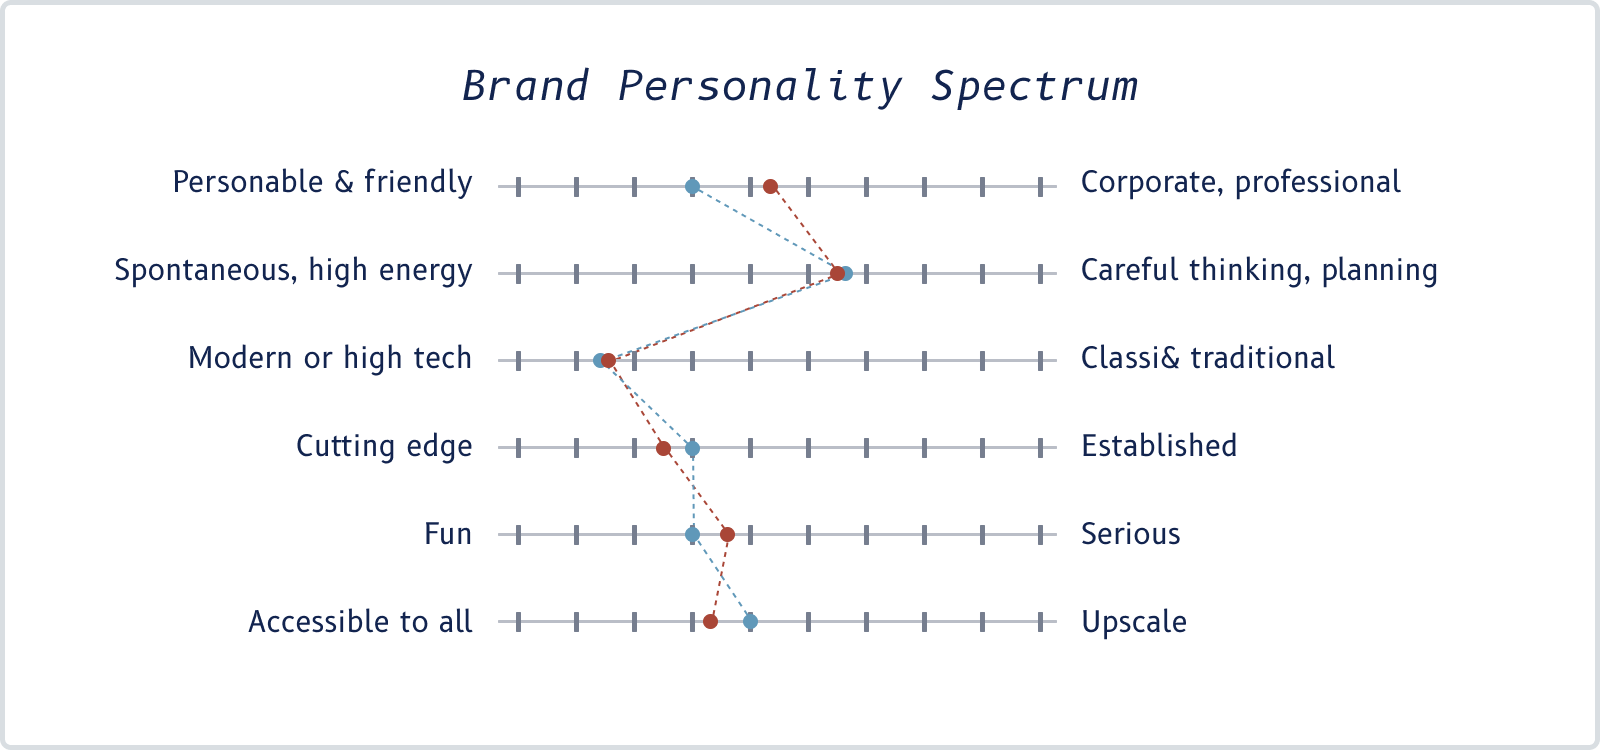 Brand Personality Spectrum
Personable & friendly
Corporate, professional
Spontaneous, high energy
Careful thinking, planning
Modern or high tech
Classi& traditional
Cutting edge
Established
Fun
Serious
Accessible to all
Upscale